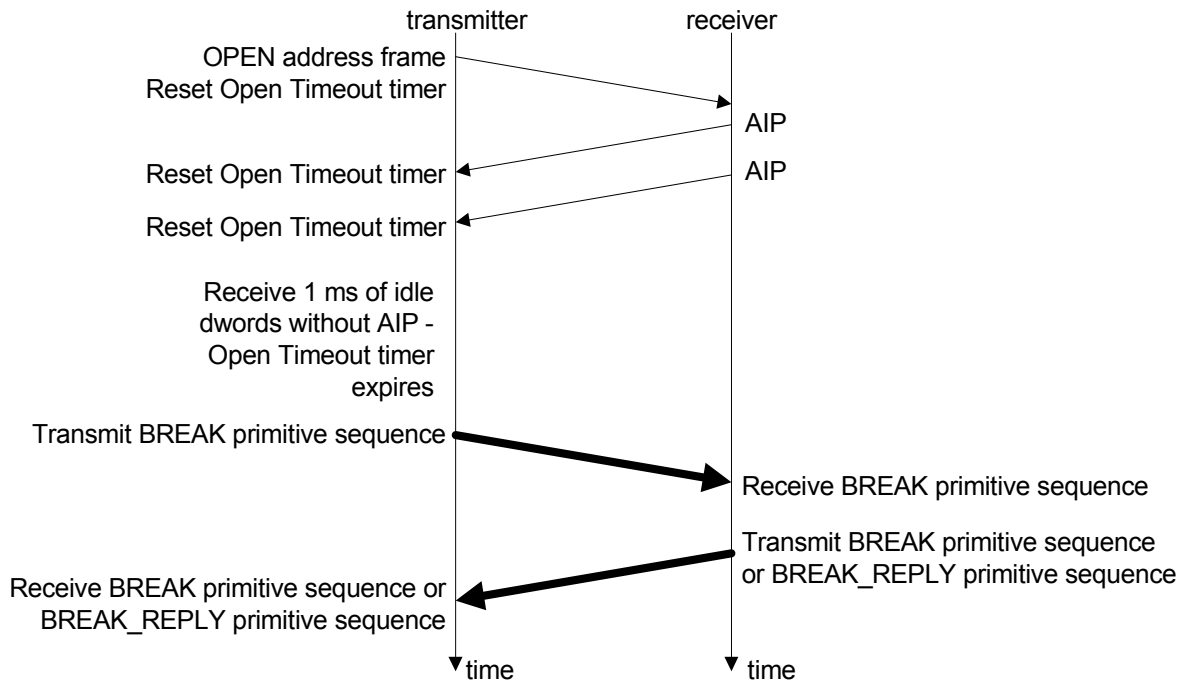 transmitter
receiver
OPEN address frame
Reset Open Timeout timer
AIP
Reset Open Timeout timer
AIP
Reset Open Timeout timer
Receive 1 ms of idle
dwords without AIP -
Open Timeout timer
expires
Transmit BREAK primitive sequence
Receive BREAK primitive sequence
Transmit BREAK primitive sequence
or BREAK_REPLY primitive sequence
Receive BREAK primitive sequence or
BREAK_REPLY primitive sequence
time
time